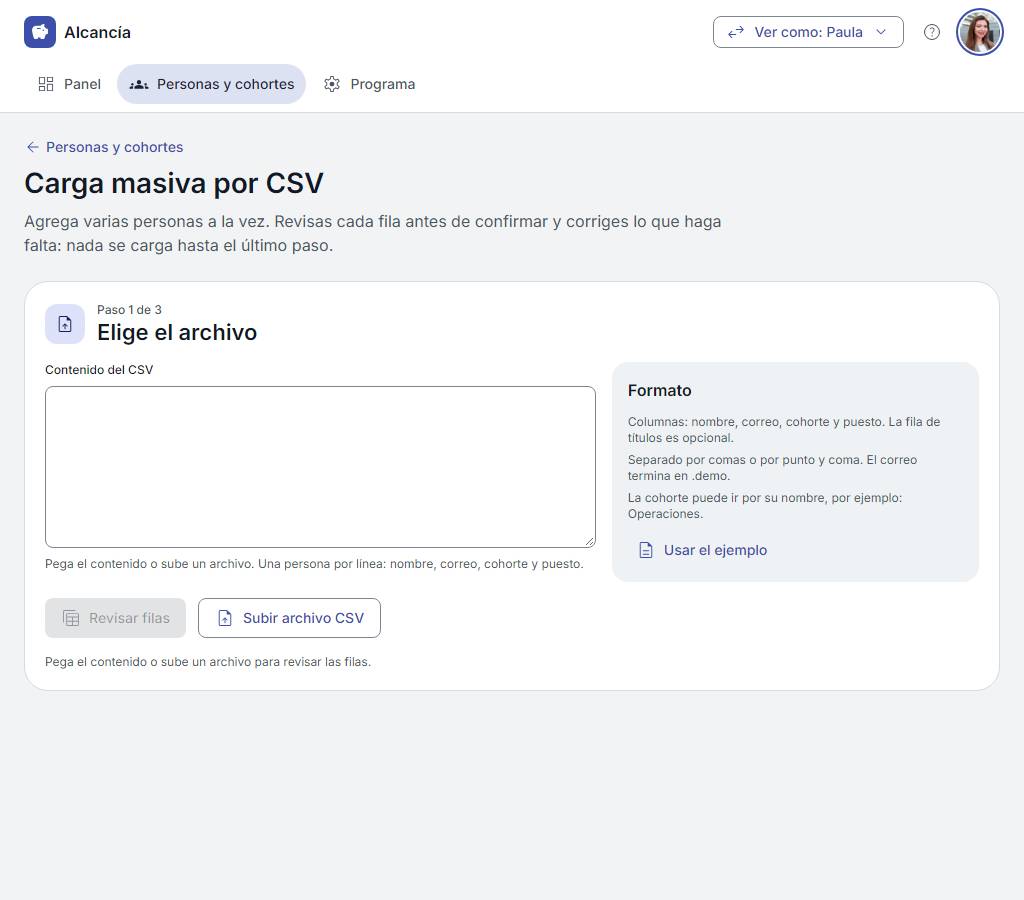 Alcancía
Ver como: Paula
Panel
Personas y cohortes
Programa
Personas y cohortes
Carga masiva por CSV
Agrega varias personas a la vez. Revisas cada fila antes de confirmar y corriges lo que haga
falta: nada se carga hasta el último paso.
Paso 1 de 3
Elige el archivo
Contenido del CSV
Pega el contenido o sube un archivo. Una persona por línea: nombre, correo, cohorte y puesto.
Formato
Columnas: nombre, correo, cohorte y puesto. La fila de
títulos es opcional.
Separado por comas o por punto y coma. El correo
termina en .demo.
La cohorte puede ir por su nombre, por ejemplo:
Operaciones.
Usar el ejemplo
Revisar filas
Subir archivo CSV
Pega el contenido o sube un archivo para revisar las filas.